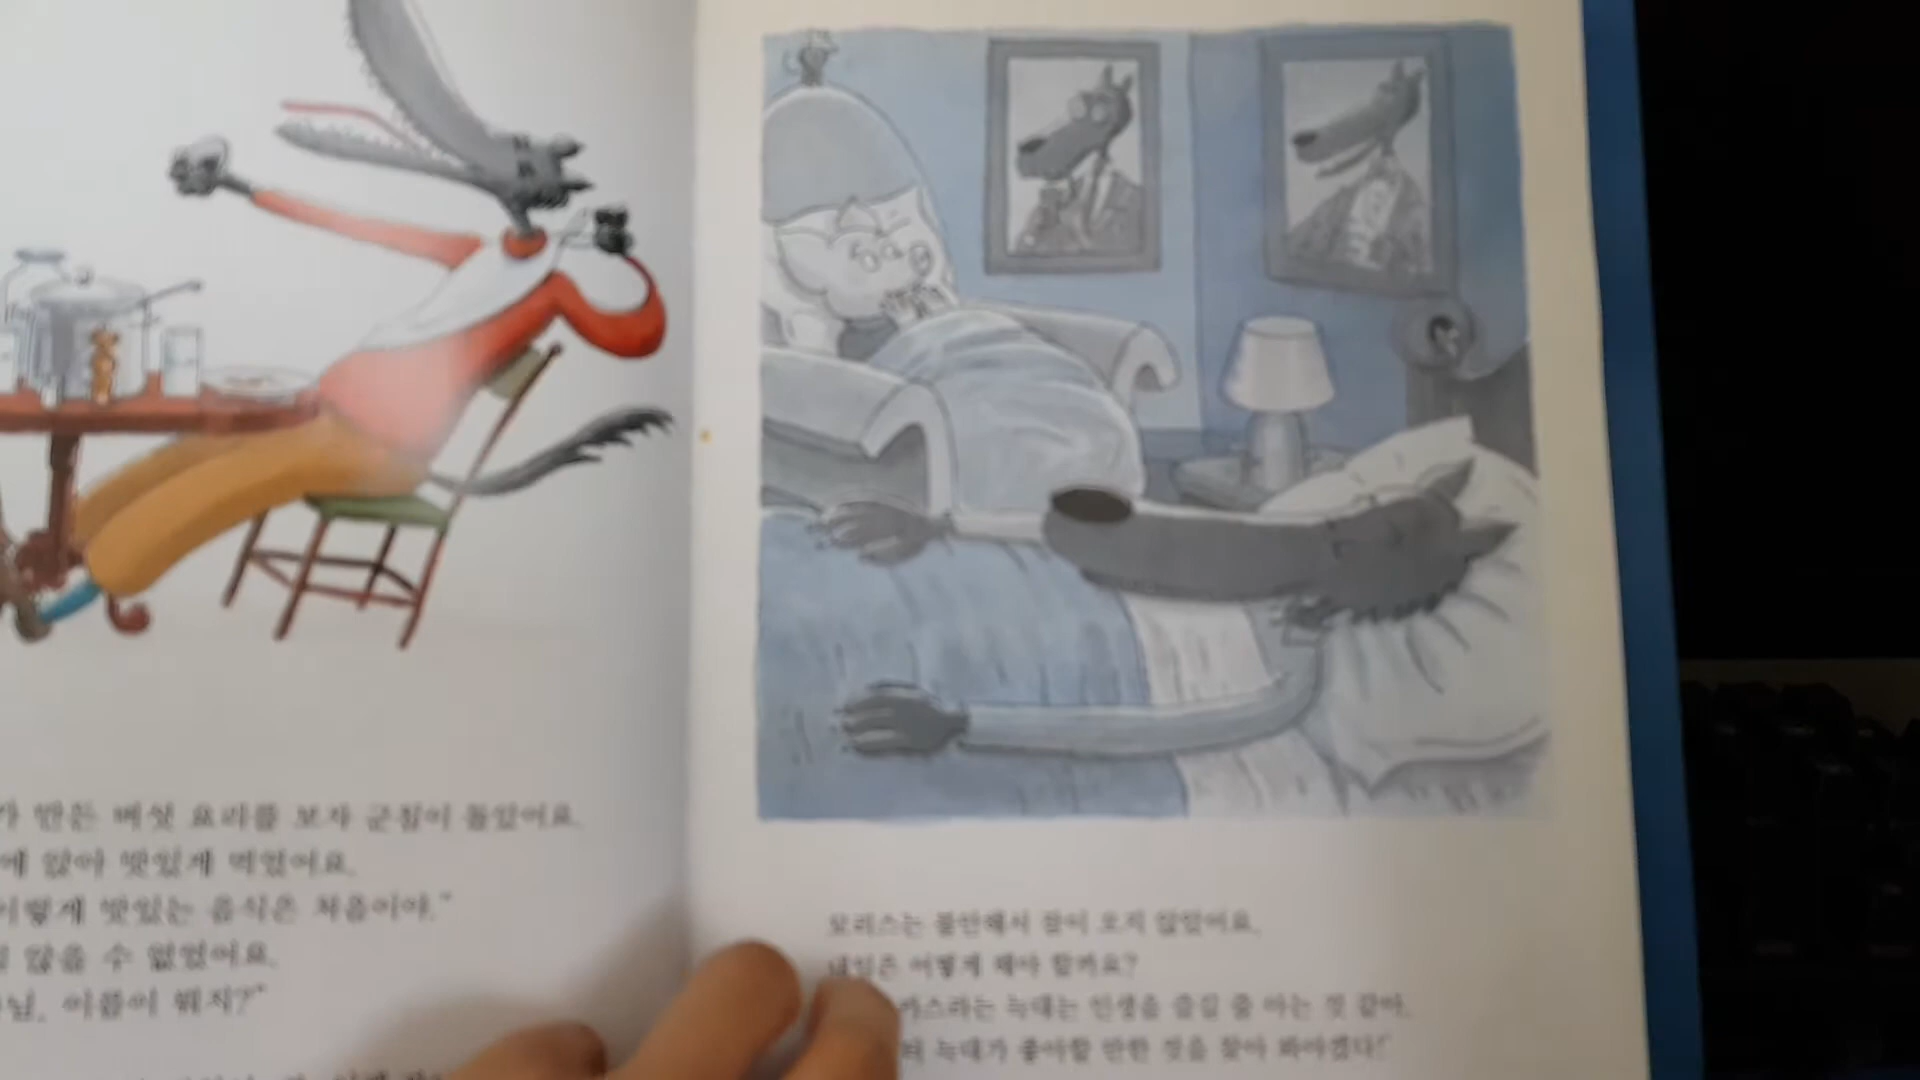 만든 버섯 요리를 보자 군침이 돌았어요.
에 앉아 맛있게 먹었어요.
이렇게 맛있는 음식은 처음이야."
않을 수 없었어요.
이름이 뭐지?"
모리스는 불안해서 잠이 오지 않았어요.
내일은 어떻게 해야 할까요?
카스라는 늑대는 인생을 즐길 줄 아는 것 같아.
늑대가 좋아할 만한 것을 찾아 봐야겠다!'